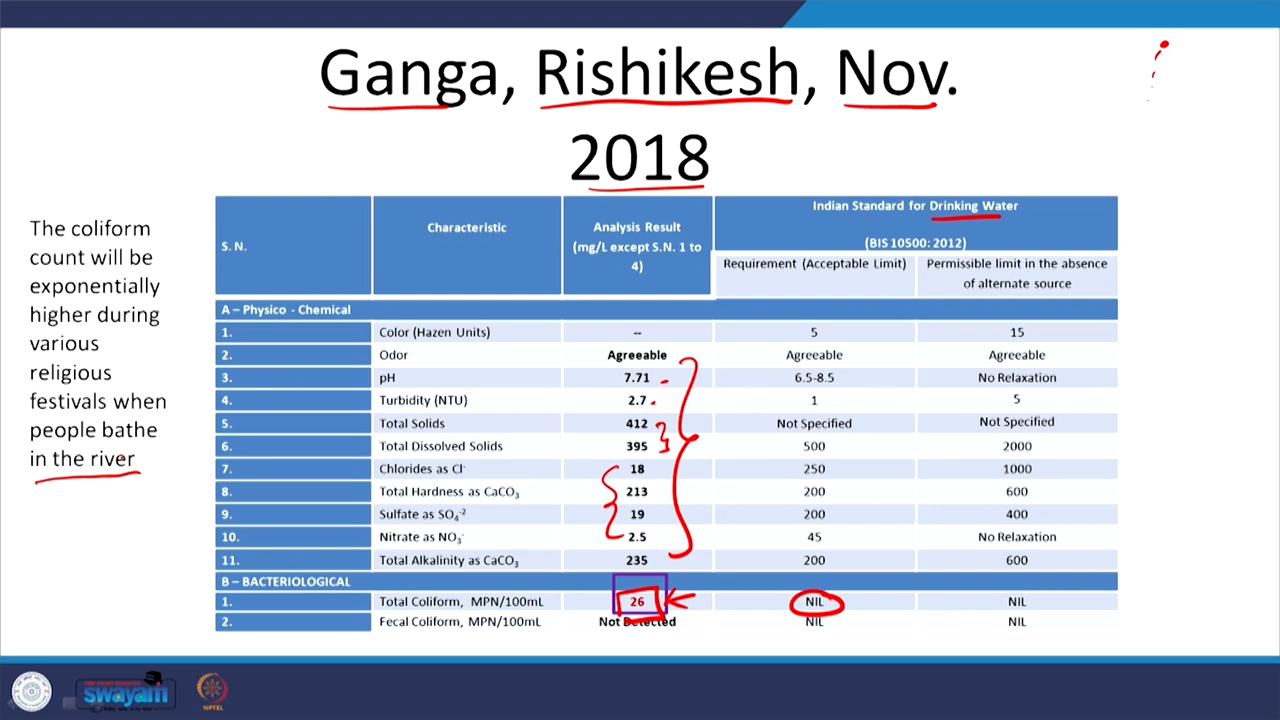 Ganga, Rishikesh, Nov.
2018
The coliform
count will be
exponentially
higher during
various
religious
festivals when
people bathe
in the river
S. N. Characteristic Analysis Result (mg/L except S.N. 1 to 4) Indian Standard for Drinking Water (BIS 10500: 2012)
Requirement (Acceptable Limit) Permissible limit in the absence of alternate source
A – Physico - Chemical
1. Color (Hazen Units) -- 5 15
2. Odor Agreeable Agreeable Agreeable
3. pH 7.71 6.5-8.5 No Relaxation
4. Turbidity (NTU) 2.7 1 5
5. Total Solids 412 Not Specified Not Specified
6. Total Dissolved Solids 395 500 2000
7. Chlorides as Cl⁻ 18 250 1000
8. Total Hardness as CaCO₃ 213 200 600
9. Sulfate as SO₄⁻² 19 200 400
10. Nitrate as NO₃⁻ 2.5 45 No Relaxation
11. Total Alkalinity as CaCO₃ 235 200 600
B – BACTERIOLOGICAL
1. Total Coliform, MPN/100mL 26 NIL NIL
2. Fecal Coliform, MPN/100mL Not Detected NIL NIL
swayam
NPTEL